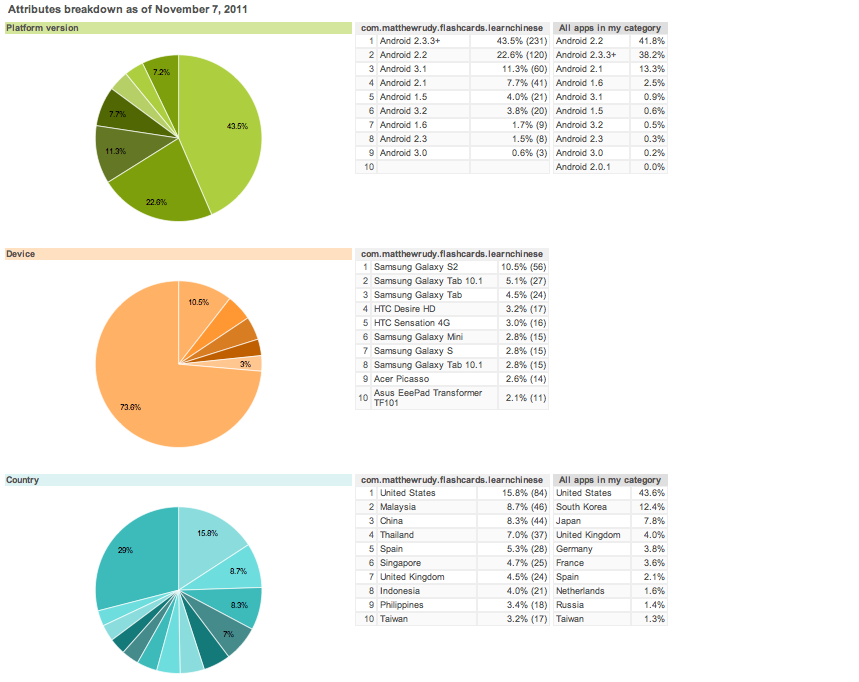 Attributes breakdown as of November 7, 2011
Platform version
7.2%
43.5%
7.7%
11.3%
22.6%
com.matthewrudy.flashcards.learnchinese All apps in my category
1 Android 2.3.3+ 43.5% (231) Android 2.2 41.8%
2 Android 2.2 22.6% (120) Android 2.3.3+ 38.2%
3 Android 3.1 11.3% (60) Android 2.1 13.3%
4 Android 2.1 7.7% (41) Android 1.6 2.5%
5 Android 1.5 4.0% (21) Android 3.1 0.9%
6 Android 3.2 3.8% (20) Android 1.5 0.6%
7 Android 1.6 1.7% (9) Android 3.2 0.5%
8 Android 2.3 1.5% (8) Android 2.3 0.3%
9 Android 3.0 0.6% (3) Android 3.0 0.2%
10 Android 2.0.1 0.0%
Device
10.5%
3%
73.6%
com.matthewrudy.flashcards.learnchinese
1 Samsung Galaxy S2 10.5% (56)
2 Samsung Galaxy Tab 10.1 5.1% (27)
3 Samsung Galaxy Tab 4.5% (24)
4 HTC Desire HD 3.2% (17)
5 HTC Sensation 4G 3.0% (16)
6 Samsung Galaxy Mini 2.8% (15)
7 Samsung Galaxy S 2.8% (15)
8 Samsung Galaxy Tab 10.1 2.8% (15)
9 Acer Picasso 2.6% (14)
10 Asus EeePad Transformer 2.1% (11)
TF101
Country
15.8%
29%
8.7%
8.3%
7%
com.matthewrudy.flashcards.learnchinese All apps in my category
1 United States 15.8% (84) United States 43.6%
2 Malaysia 8.7% (46) South Korea 12.4%
3 China 8.3% (44) Japan 7.8%
4 Thailand 7.0% (37) United Kingdom 4.0%
5 Spain 5.3% (28) Germany 3.8%
6 Singapore 4.7% (25) France 3.6%
7 United Kingdom 4.5% (24) Spain 2.1%
8 Indonesia 4.0% (21) Netherlands 1.6%
9 Philippines 3.4% (18) Russia 1.4%
10 Taiwan 3.2% (17) Taiwan 1.3%